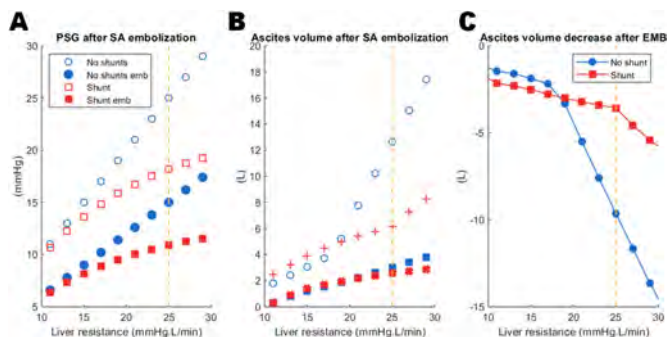 A
PSG after SA embolization
30
25
20
15
10
5
0
(mmHg)
No shunts
No shunts emb
Shunt
Shunt emb
10 15 20 25 30
Liver resistance (mmHg.L/min)
B
Ascites volume after SA embolization
20
18
16
14
12
10
8
6
4
2
0
(L)
10 15 20 25 30
Liver resistance (mmHg.L/min)
C
Ascites volume decrease after EMB
0
-5
-10
-15
(L)
No shunt
Shunt
10 15 20 25 30
Liver resistance (mmHg.L/min)